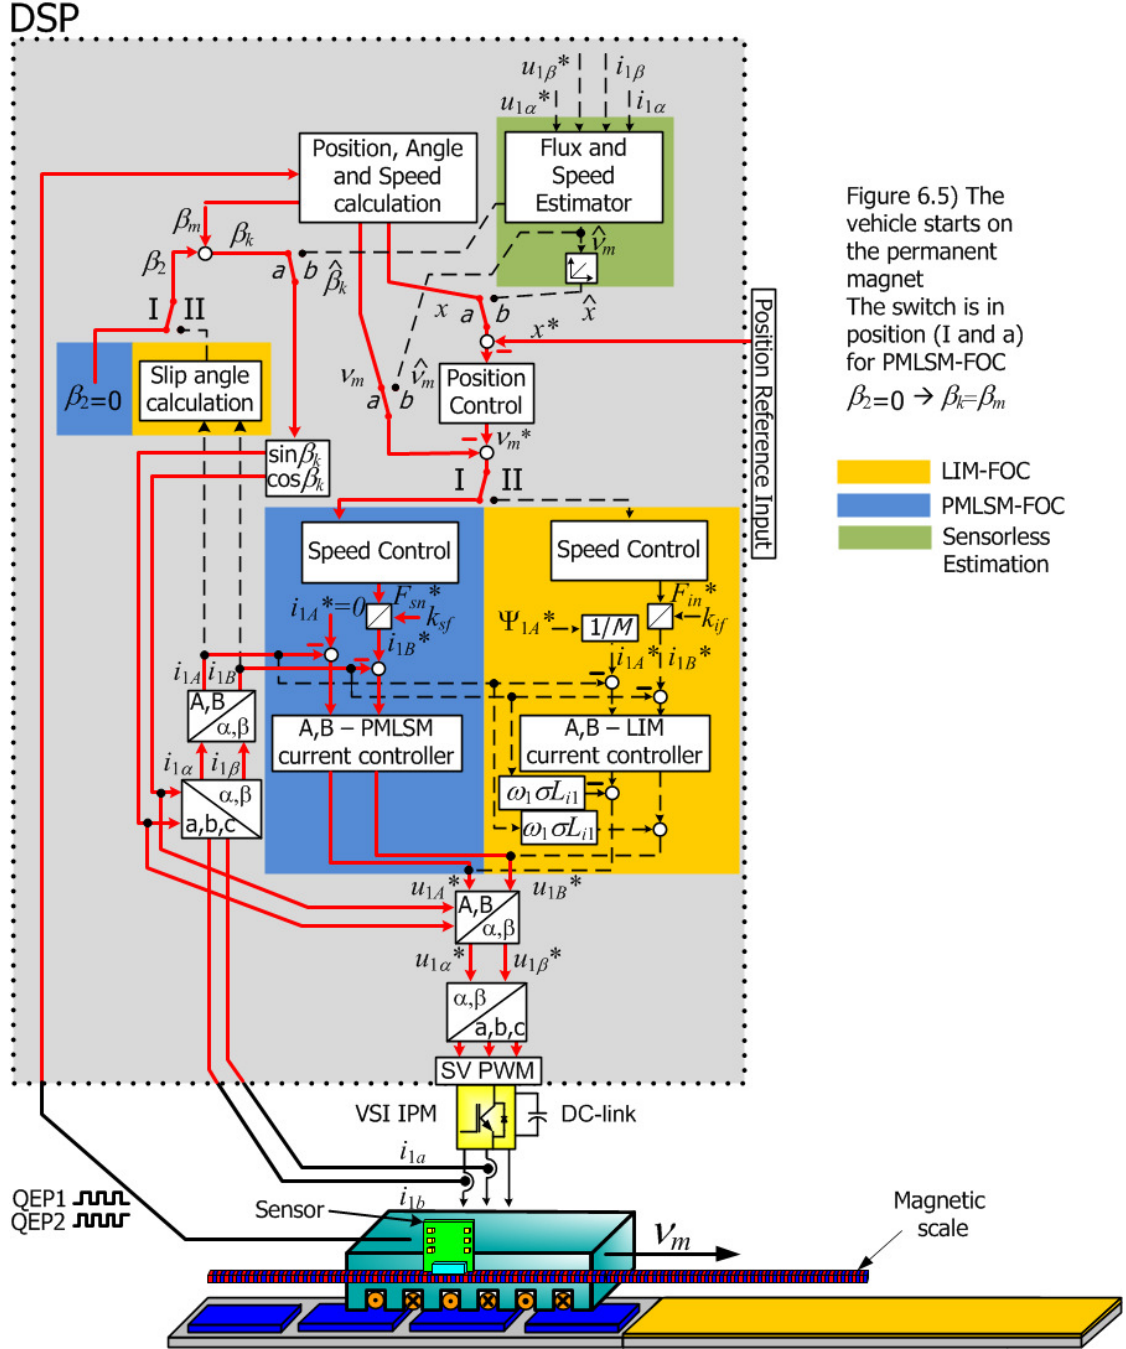 DSP
u1β*
i1β
u1α*
i1α
Position, Angle
and Speed
calculation
Flux and
Speed
Estimator
Figure 6.5) The
vehicle starts on
the permanent
magnet
The switch is in
position (I and a)
for PMLSM-FOC
β2=0 → βk=βm
βm
βk
β2
a
b
β̂k
ν̂m
x
a
b
x̂
x*
Position Reference Input
I
II
β2=0
Slip angle
calculation
νm
ν̂m
a
b
Position
Control
νm*
sinβk
cosβk
I
II
LIM-FOC
PMLSM-FOC
Sensorless
Estimation
Speed Control
Speed Control
i1A*=0
Fsn*
ksf
i1B*
Ψ1A*
1/M
Fin*
kif
i1A*
i1B*
i1A
i1B
A,B
α,β
A,B – PMLSM
current controller
A,B – LIM
current controller
i1α
i1β
α,β
a,b,c
ω1σLi1
ω1σLi1
u1A*
u1B*
A,B
α,β
u1α*
u1β*
α,β
a,b,c
SV PWM
VSI IPM
DC-link
i1a
i1b
QEP1
QEP2
Sensor
Magnetic
scale
νm